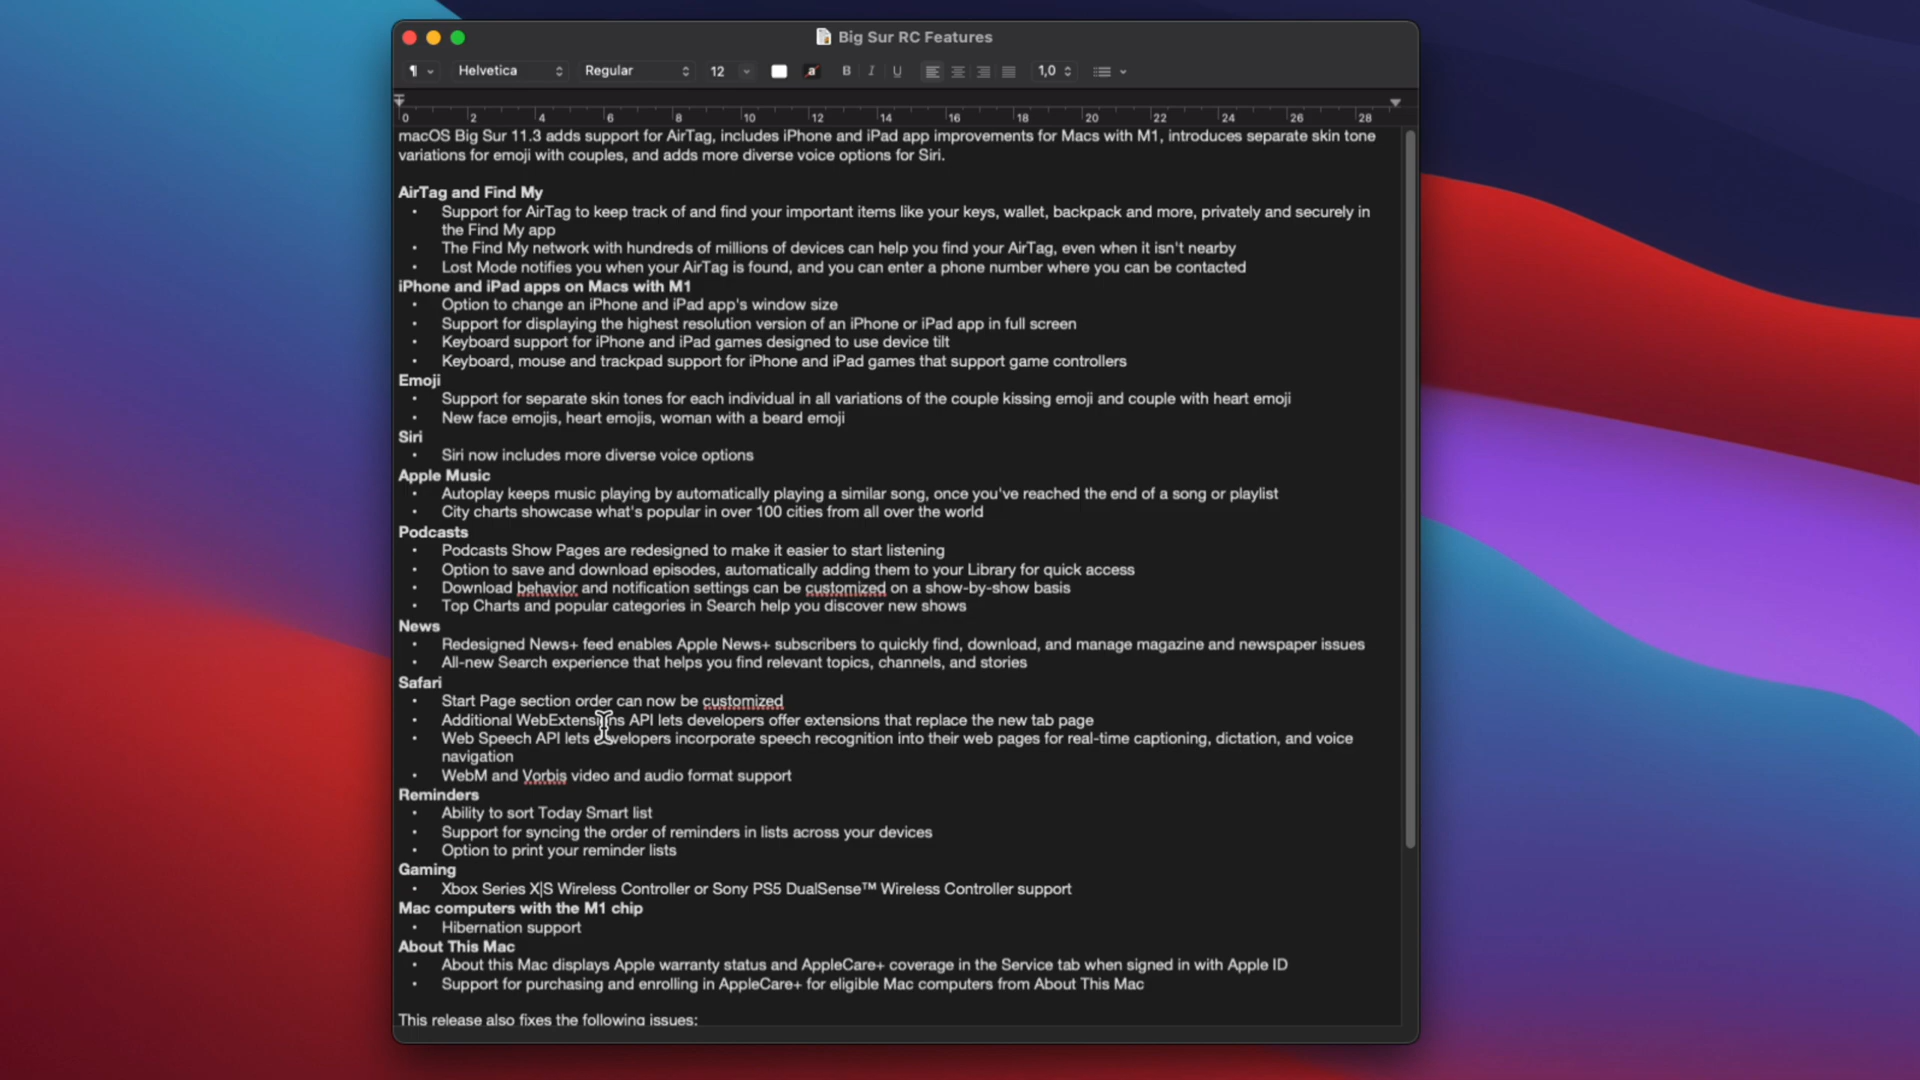 Big Sur RC Features
¶ Helvetica Regular 12 a B I U 1,0
0 2 4 6 8 10 12 14 16 18 20 22 24 26 28
macOS Big Sur 11.3 adds support for AirTag, includes iPhone and iPad app improvements for Macs with M1, introduces separate skin tone
variations for emoji with couples, and adds more diverse voice options for Siri.
AirTag and Find My
• Support for AirTag to keep track of and find your important items like your keys, wallet, backpack and more, privately and securely in
the Find My app
• The Find My network with hundreds of millions of devices can help you find your AirTag, even when it isn't nearby
• Lost Mode notifies you when your AirTag is found, and you can enter a phone number where you can be contacted
iPhone and iPad apps on Macs with M1
• Option to change an iPhone and iPad app's window size
• Support for displaying the highest resolution version of an iPhone or iPad app in full screen
• Keyboard support for iPhone and iPad games designed to use device tilt
• Keyboard, mouse and trackpad support for iPhone and iPad games that support game controllers
Emoji
• Support for separate skin tones for each individual in all variations of the couple kissing emoji and couple with heart emoji
• New face emojis, heart emojis, woman with a beard emoji
Siri
• Siri now includes more diverse voice options
Apple Music
• Autoplay keeps music playing by automatically playing a similar song, once you've reached the end of a song or playlist
• City charts showcase what's popular in over 100 cities from all over the world
Podcasts
• Podcasts Show Pages are redesigned to make it easier to start listening
• Option to save and download episodes, automatically adding them to your Library for quick access
• Download behavior and notification settings can be customized on a show-by-show basis
• Top Charts and popular categories in Search help you discover new shows
News
• Redesigned News+ feed enables Apple News+ subscribers to quickly find, download, and manage magazine and newspaper issues
• All-new Search experience that helps you find relevant topics, channels, and stories
Safari
• Start Page section order can now be customized
• Additional WebExtensions API lets developers offer extensions that replace the new tab page
• Web Speech API lets developers incorporate speech recognition into their web pages for real-time captioning, dictation, and voice
navigation
• WebM and Vorbis video and audio format support
Reminders
• Ability to sort Today Smart list
• Support for syncing the order of reminders in lists across your devices
• Option to print your reminder lists
Gaming
• Xbox Series X|S Wireless Controller or Sony PS5 DualSense™ Wireless Controller support
Mac computers with the M1 chip
• Hibernation support
About This Mac
• About this Mac displays Apple warranty status and AppleCare+ coverage in the Service tab when signed in with Apple ID
• Support for purchasing and enrolling in AppleCare+ for eligible Mac computers from About This Mac
This release also fixes the following issues: